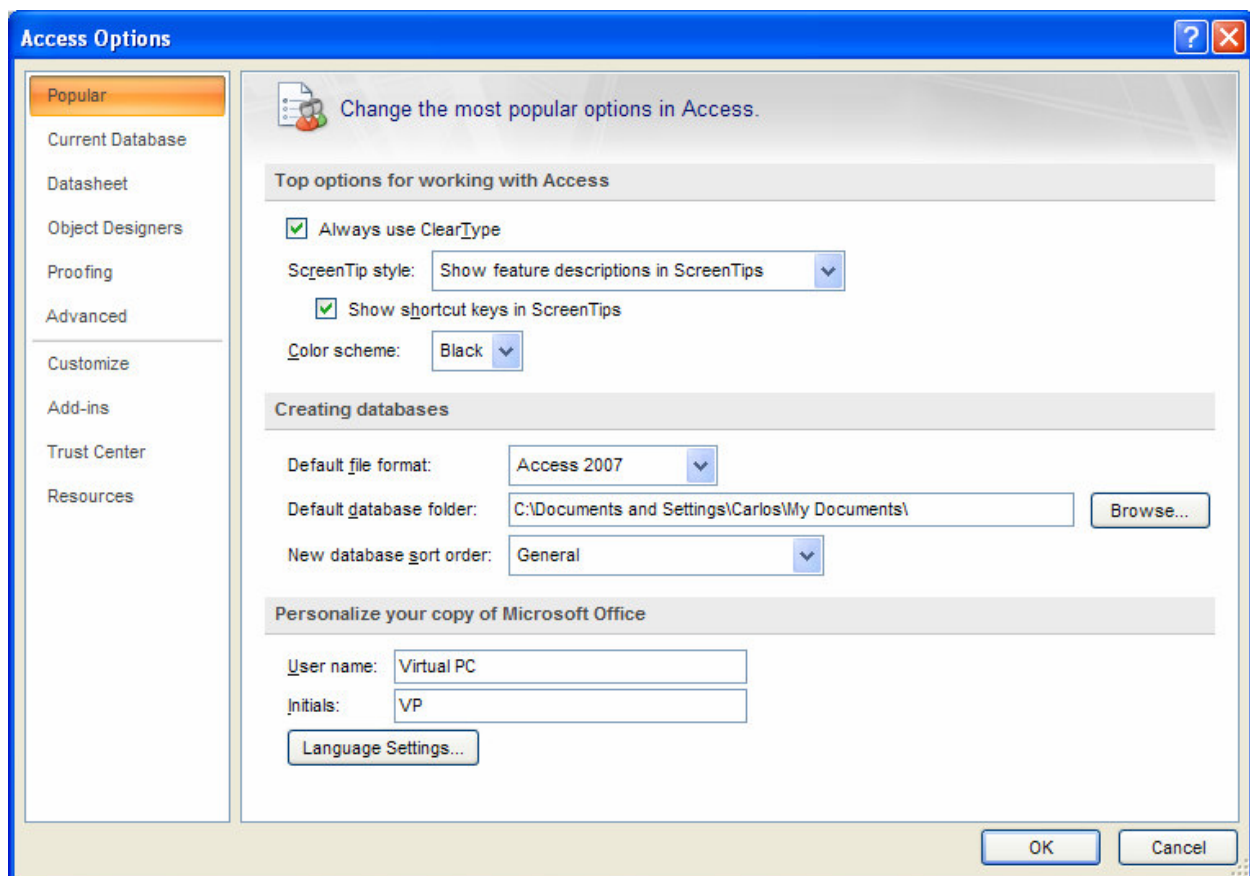 Access Options
Popular
Current Database
Datasheet
Object Designers
Proofing
Advanced
Customize
Add-ins
Trust Center
Resources
Change the most popular options in Access.
Top options for working with Access
Always use ClearType
ScreenTip style: Show feature descriptions in ScreenTips
Show shortcut keys in ScreenTips
Color scheme: Black
Creating databases
Default file format: Access 2007
Default database folder: C:\Documents and Settings\Carlos\My Documents\ Browse...
New database sort order: General
Personalize your copy of Microsoft Office
User name: Virtual PC
Initials: VP
Language Settings...
OK Cancel